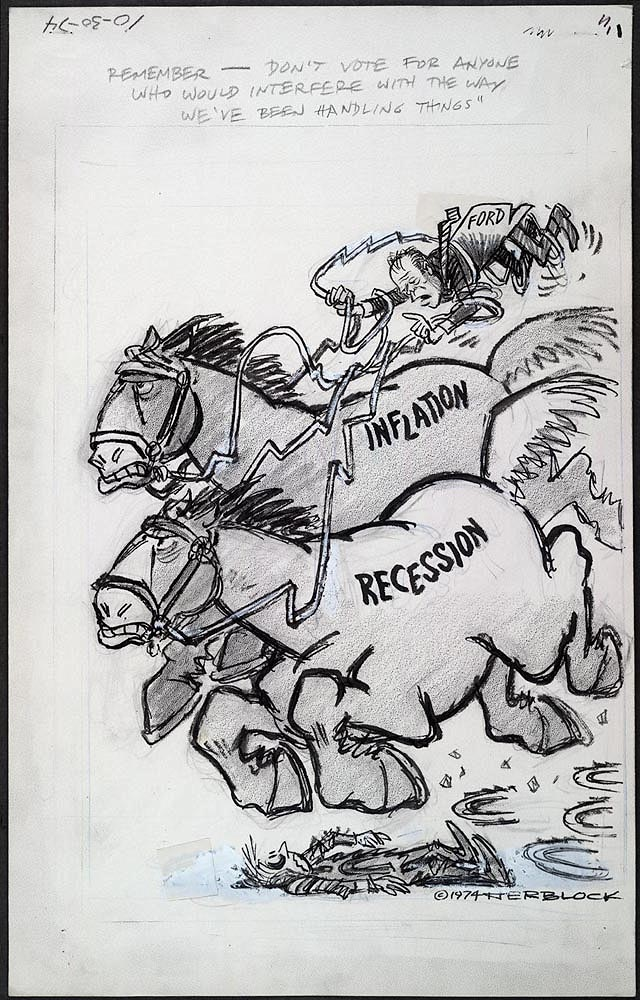 10-30-74
REMEMBER — DON'T VOTE FOR ANYONE
WHO WOULD INTERFERE WITH THE WAY
WE'VE BEEN HANDLING THINGS"
FORD
INFLATION
RECESSION
©1974 HERBLOCK